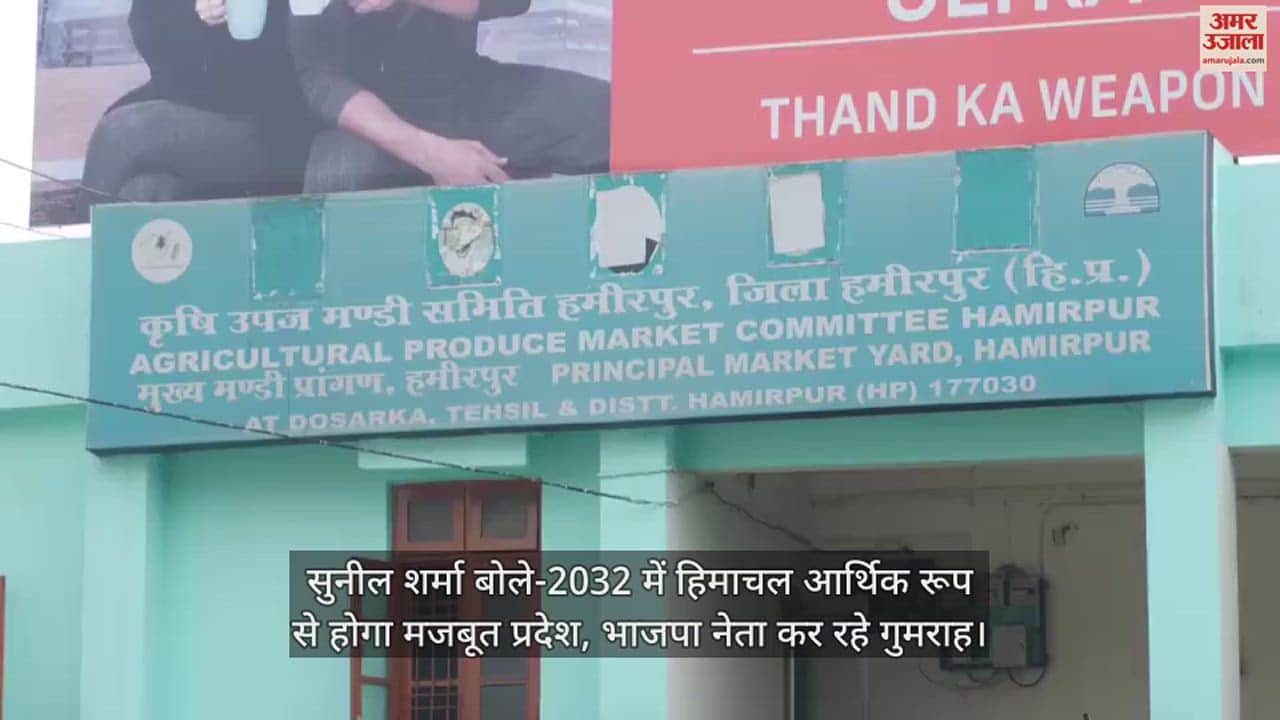 अमर
उजाला
amarujala.com
THAND KA WEAPON
कृषि उपज मण्डी समिति हमीरपुर, जिला हमीरपुर (हि.प्र.)
AGRICULTURAL PRODUCE MARKET COMMITTEE HAMIRPUR
मुख्य मण्डी प्रांगण, हमीरपुर PRINCIPAL MARKET YARD, HAMIRPUR
AT DOSARKA, TEHSIL & DISTT. HAMIRPUR (HP) 177030
सुनील शर्मा बोले-2032 में हिमाचल आर्थिक रूप
से होगा मजबूत प्रदेश, भाजपा नेता कर रहे गुमराह।